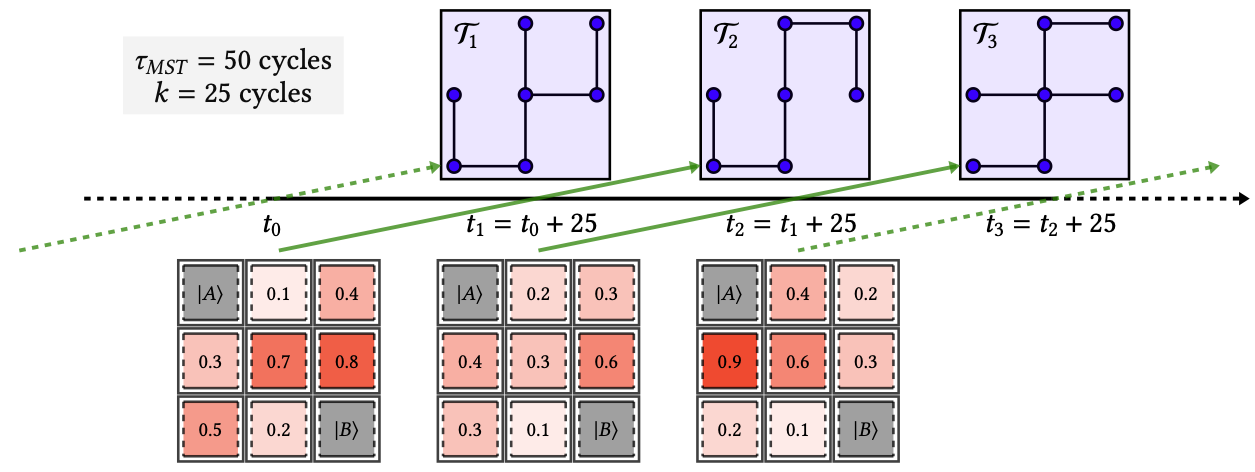 τ_MST = 50 cycles
k = 25 cycles
𝒯₁
𝒯₂
𝒯₃
t₀
t₁ = t₀ + 25
t₂ = t₁ + 25
t₃ = t₂ + 25
|A⟩ 0.1 0.4
0.3 0.7 0.8
0.5 0.2 |B⟩
|A⟩ 0.2 0.3
0.4 0.3 0.6
0.3 0.1 |B⟩
|A⟩ 0.4 0.2
0.9 0.6 0.3
0.2 0.1 |B⟩